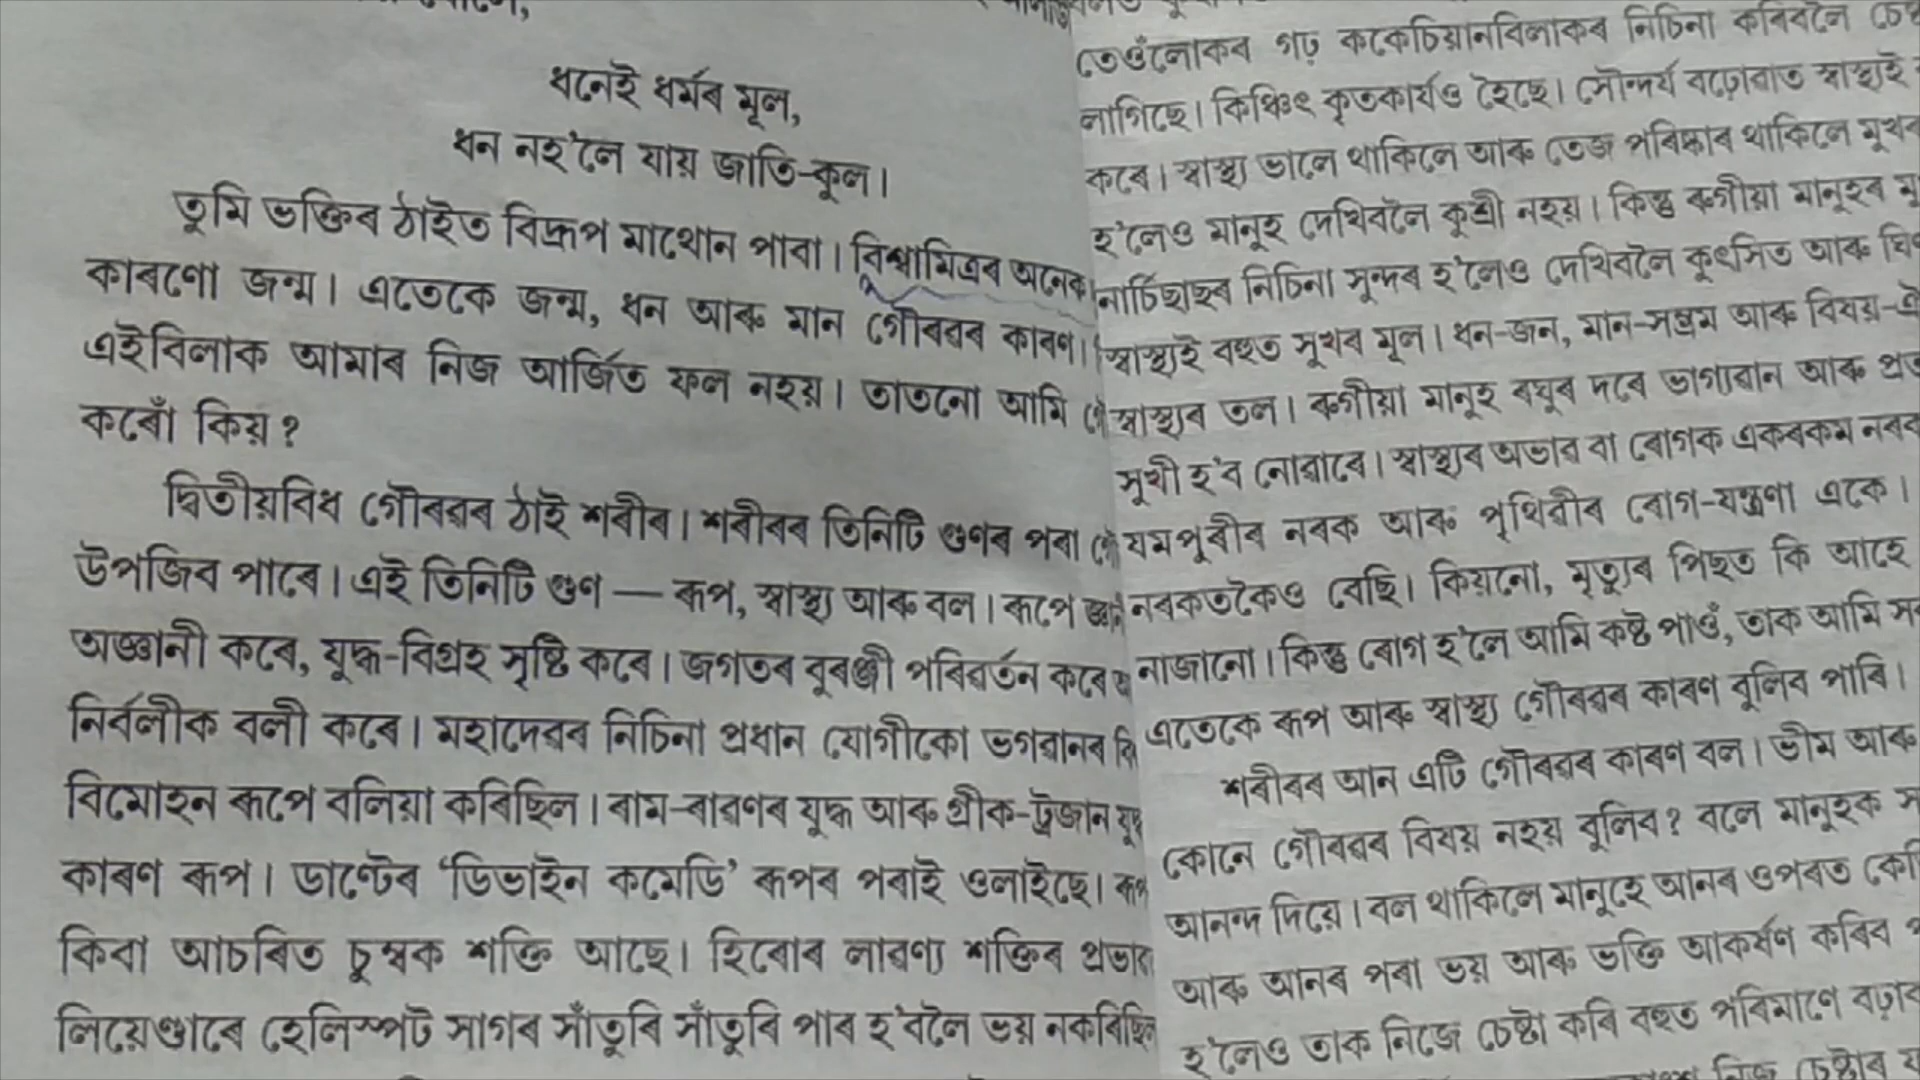 ধনেই ধৰ্মৰ মূল,
ধন নহ'লে যায় জাতি-কুল।
তুমি ভক্তিৰ ঠাইত বিদ্ৰূপ মাথোন পাবা। বিশ্বামিত্ৰৰ অনেক
কাৰণো জন্ম। এতেকে জন্ম, ধন আৰু মান গৌৰৱৰ কাৰণ।
এইবিলাক আমাৰ নিজ আৰ্জিত ফল নহয়। তাতনো আমি
কৰোঁ কিয়?
দ্বিতীয়বিধ গৌৰৱৰ ঠাই শৰীৰ। শৰীৰৰ তিনিটি গুণৰ পৰা
উপজিব পাৰে। এই তিনিটি গুণ — ৰূপ, স্বাস্থ্য আৰু বল। ৰূপে
অজ্ঞানী কৰে, যুদ্ধ-বিগ্ৰহ সৃষ্টি কৰে। জগতৰ বুৰঞ্জী পৰিৱৰ্তন কৰে
নিৰ্বলীক বলী কৰে। মহাদেৱৰ নিচিনা প্ৰধান যোগীকো ভগৱানৰ
বিমোহন ৰূপে বলিয়া কৰিছিল। ৰাম-ৰাৱণৰ যুদ্ধ আৰু গ্ৰীক-ট্ৰজান
কাৰণ ৰূপ। ডাণ্টেৰ ‘ডিভাইন কমেডি’ ৰূপৰ পৰাই ওলাইছে।
কিবা আচৰিত চুম্বক শক্তি আছে। হিৰোৰ লাৱণ্য শক্তিৰ
লিয়েণ্ডাৰে হেলিস্পট সাগৰ সাঁতুৰি সাঁতুৰি পাৰ হ'বলৈ ভয় নকৰিছিল
তেওঁলোকৰ গঢ় ককেচিয়ানবিলাকৰ নিচিনা কৰিবলৈ
লাগিছে। কিঞ্চিৎ কৃতকাৰ্যও হৈছে। সৌন্দৰ্য বঢ়োৱাত স্বাস্থ্যই
কৰে। স্বাস্থ্য ভালে থাকিলে আৰু তেজ পৰিষ্কাৰ থাকিলে
হ'লেও মানুহ দেখিবলৈ কুশ্ৰী নহয়। কিন্তু ৰুগীয়া মানুহৰ
নাৰ্চিছাছৰ নিচিনা সুন্দৰ হ'লেও দেখিবলৈ কুৎসিত আৰু
স্বাস্থ্যই বহুত সুখৰ মূল। ধন-জন, মান-সম্ভ্ৰম আৰু
স্বাস্থ্যৰ তল। ৰুগীয়া মানুহ ৰঘুৰ দৰে ভাগ্যৱান আৰু
সুখী হ'ব নোৱাৰে। স্বাস্থ্যৰ অভাৱ বা ৰোগক একৰকম
যমপুৰীৰ নৰক আৰু পৃথিৱীৰ ৰোগ-যন্ত্ৰণা একে।
নৰকতকৈও বেছি। কিয়নো, মৃত্যুৰ পিছত কি আহে
নাজানো। কিন্তু ৰোগ হ'লে আমি কষ্ট পাওঁ, তাক আমি
এতেকে ৰূপ আৰু স্বাস্থ্য গৌৰৱৰ কাৰণ বুলিব পাৰি।
শৰীৰৰ আন এটি গৌৰৱৰ কাৰণ বল। ভীম আৰু
কোনে গৌৰৱৰ বিষয় নহয় বুলিব? বলে মানুহক
আনন্দ দিয়ে। বল থাকিলে মানুহে আনৰ ওপৰত
আৰু আনৰ পৰা ভয় আৰু ভক্তি আকৰ্ষণ কৰিব
হ'লেও তাক নিজে চেষ্টা কৰি বহুত পৰিমাণে